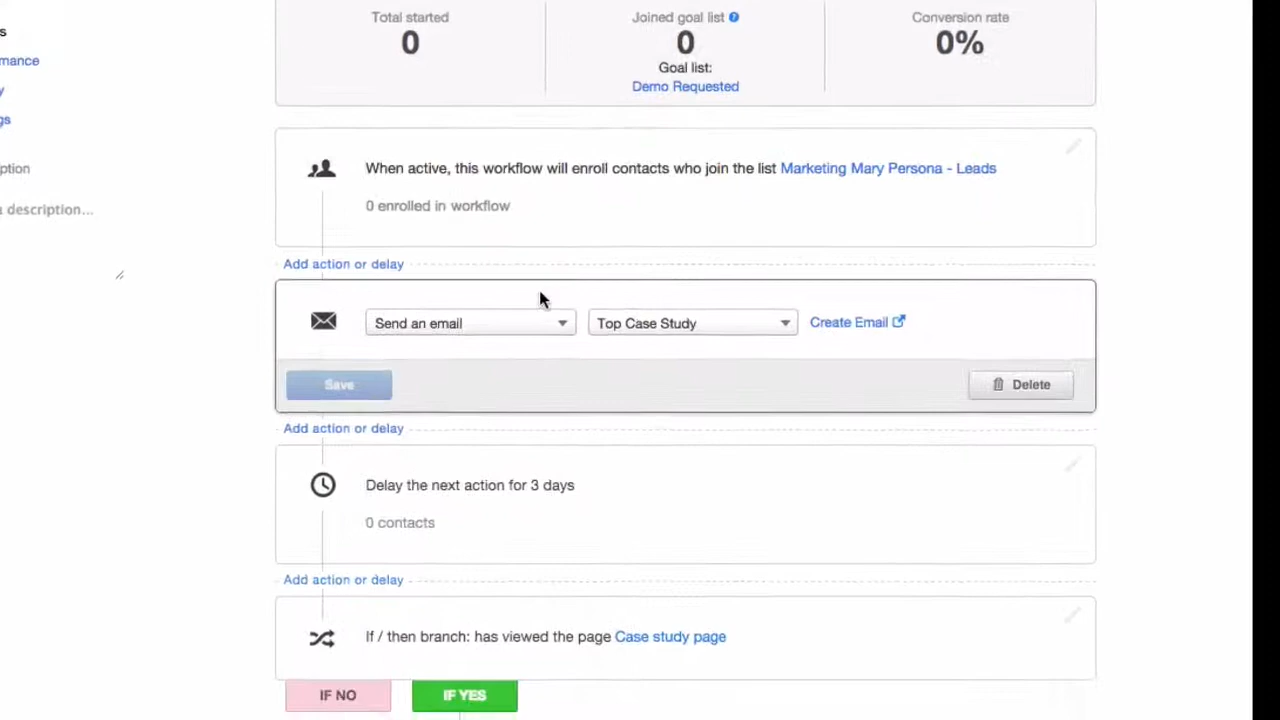 s
mance
y
gs
ption
a description...
Total started
0
Joined goal list ?
0
Goal list:
Demo Requested
Conversion rate
0%
When active, this workflow will enroll contacts who join the list Marketing Mary Persona - Leads
0 enrolled in workflow
Add action or delay
Send an email Top Case Study Create Email
Save Delete
Add action or delay
Delay the next action for 3 days
0 contacts
Add action or delay
If / then branch: has viewed the page Case study page
IF NO IF YES